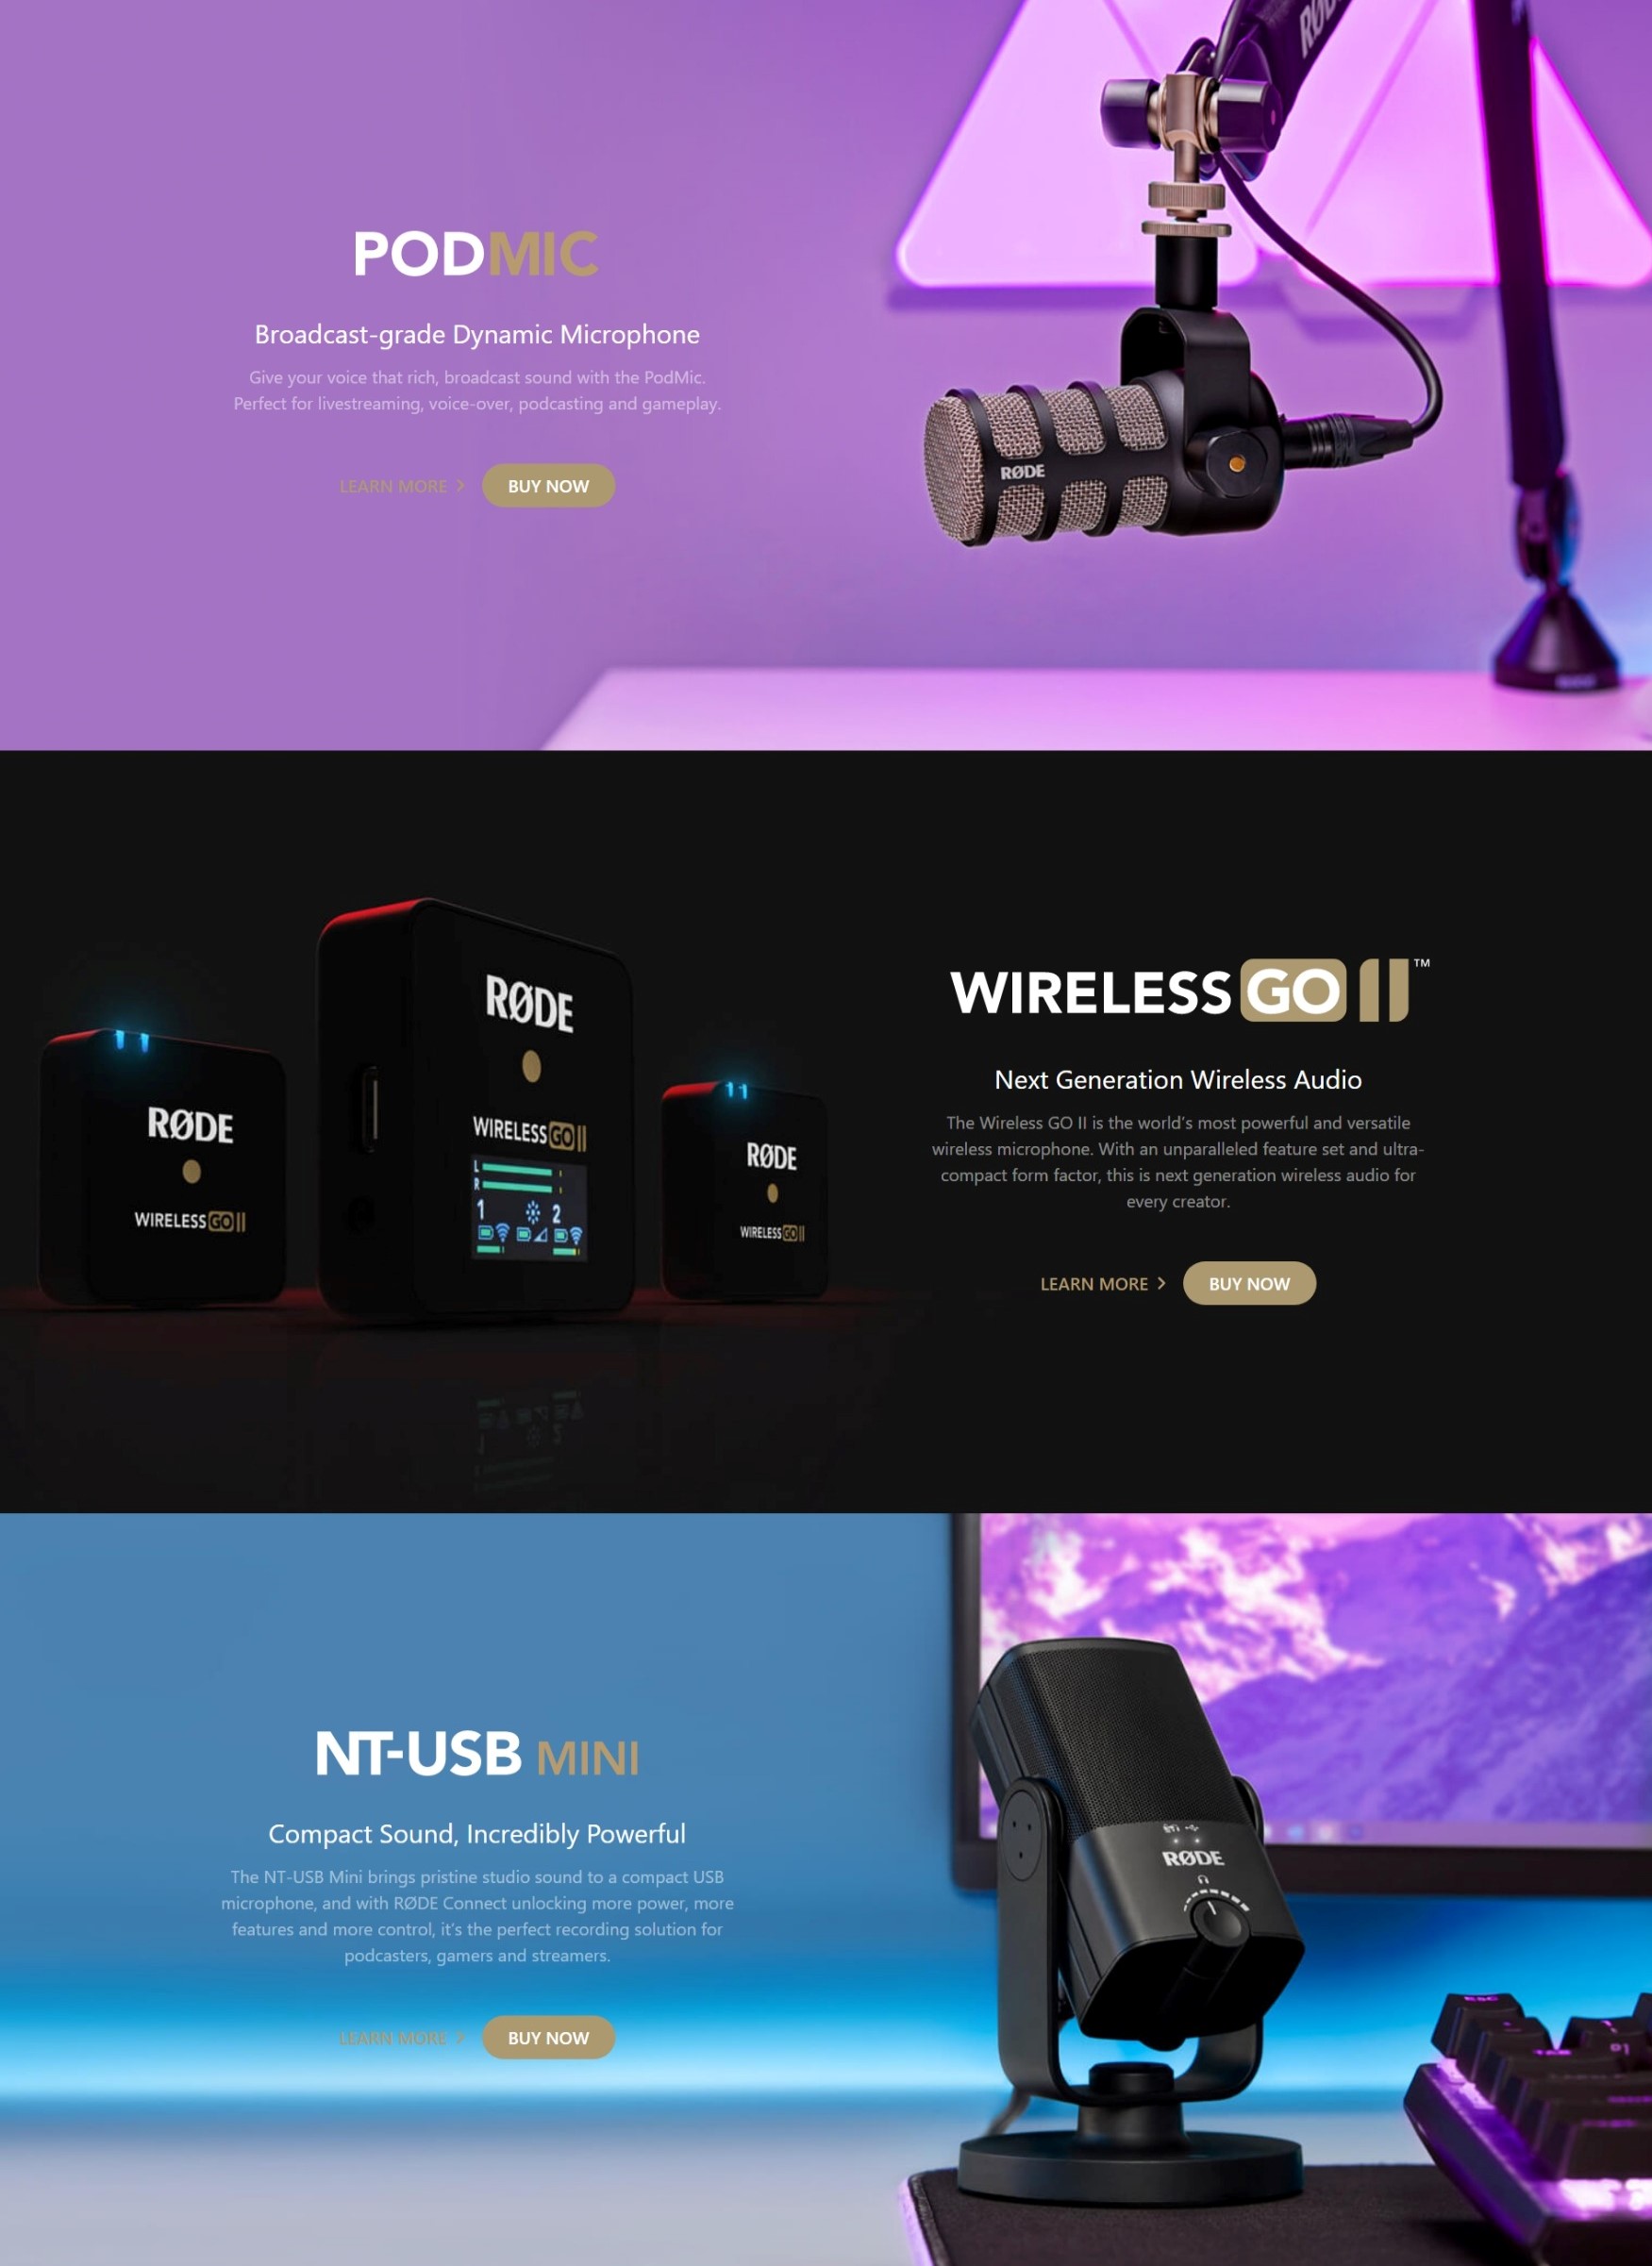 RØDE
PODMIC
Broadcast-grade Dynamic Microphone
Give your voice that rich, broadcast sound with the PodMic.
Perfect for livestreaming, voice-over, podcasting and gameplay.
LEARN MORE
BUY NOW
RØDE
RØDE
WIRELESS GO II
L
R
1
2
RØDE
WIRELESS GO II
RØDE
WIRELESS GO II
WIRELESS GO II™
Next Generation Wireless Audio
The Wireless GO II is the world’s most powerful and versatile
wireless microphone. With an unparalleled feature set and ultra-
compact form factor, this is next generation wireless audio for
every creator.
LEARN MORE
BUY NOW
NT-USB MINI
Compact Sound, Incredibly Powerful
The NT-USB Mini brings pristine studio sound to a compact USB
microphone, and with RØDE Connect unlocking more power, more
features and more control, it’s the perfect recording solution for
podcasters, gamers and streamers.
LEARN MORE
BUY NOW
RØDE
ESC